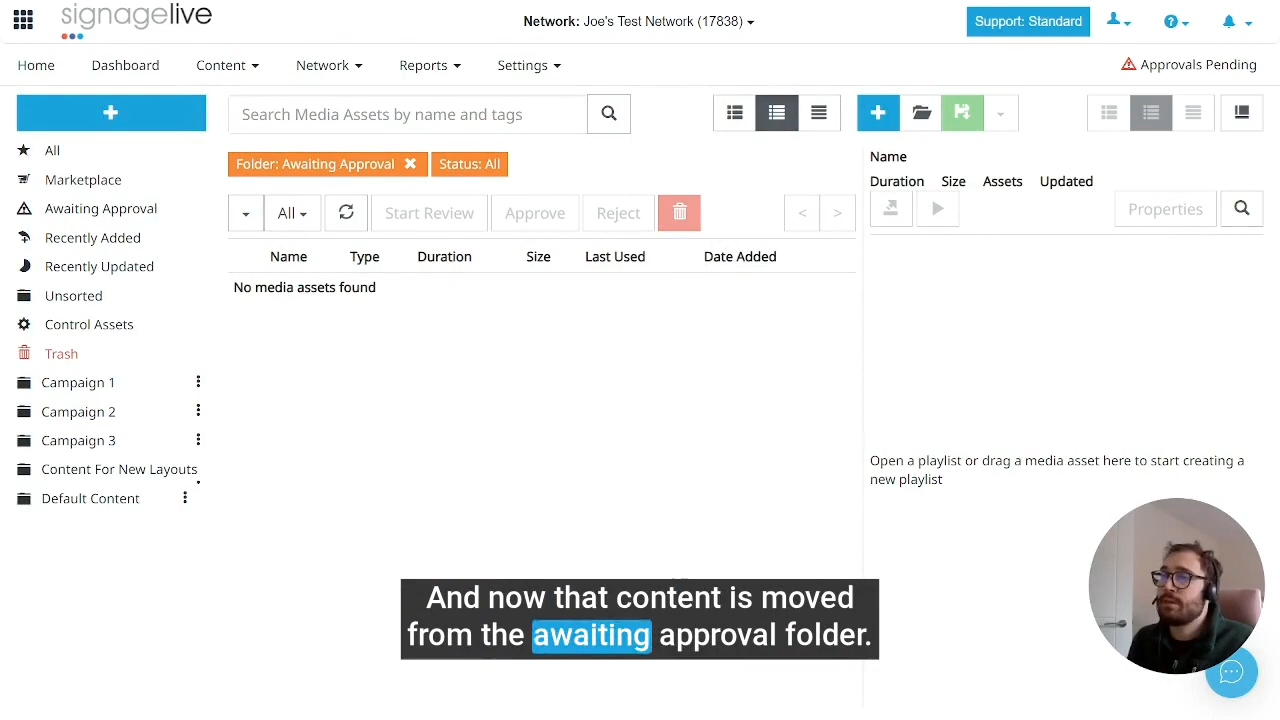 signagelive
Network: Joe's Test Network (17838)
Support: Standard
Home
Dashboard
Content
Network
Reports
Settings
Approvals Pending
Search Media Assets by name and tags
All
Marketplace
Awaiting Approval
Recently Added
Recently Updated
Unsorted
Control Assets
Trash
Campaign 1
Campaign 2
Campaign 3
Content For New Layouts
Default Content
Folder: Awaiting Approval
Status: All
All
Start Review
Approve
Reject
<
>
Name
Type
Duration
Size
Last Used
Date Added
No media assets found
Name
Duration
Size
Assets
Updated
Properties
Open a playlist or drag a media asset here to start creating a
new playlist
And now that content is moved
from the awaiting approval folder.